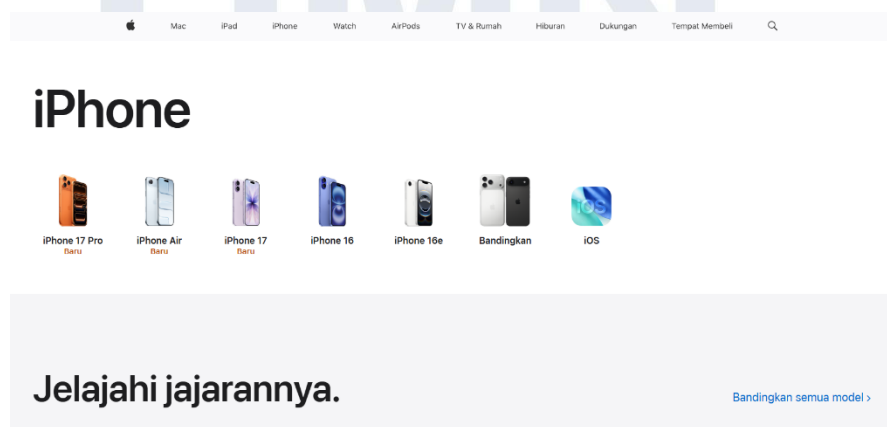 Mac iPad iPhone Watch AirPods TV & Rumah Hiburan Dukungan Tempat Membeli
iPhone
iOS
iPhone 17 Pro iPhone Air iPhone 17 iPhone 16 iPhone 16e Bandingkan iOS
Baru Baru Baru
Jelajahi jajarannya.
Bandingkan semua model >